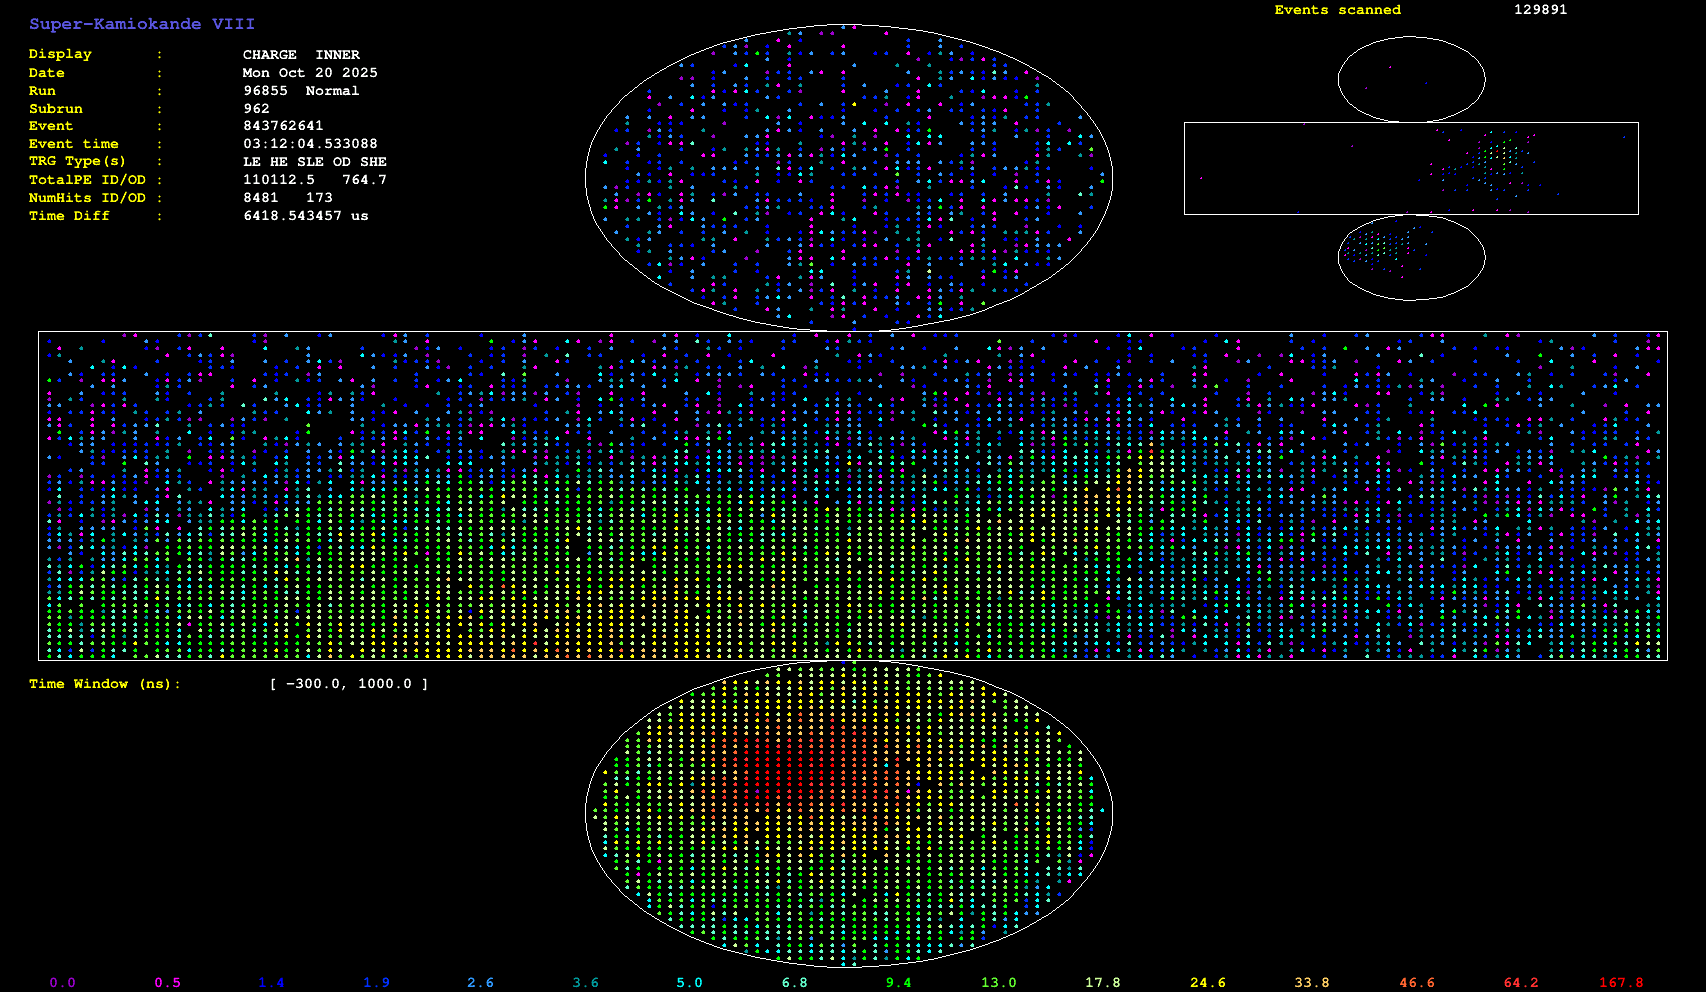 Super-Kamiokande VIII
Events scanned 129891
Display : CHARGE INNER
Date : Mon Oct 20 2025
Run : 96855 Normal
Subrun : 962
Event : 843762641
Event time : 03:12:04.533088
TRG Type(s) : LE HE SLE OD SHE
TotalPE ID/OD : 110112.5 764.7
NumHits ID/OD : 8481 173
Time Diff : 6418.543457 us
Time Window (ns): [ -300.0, 1000.0 ]
0.0 0.5 1.4 1.9 2.6 3.6 5.0 6.8 9.4 13.0 17.8 24.6 33.8 46.6 64.2 167.8